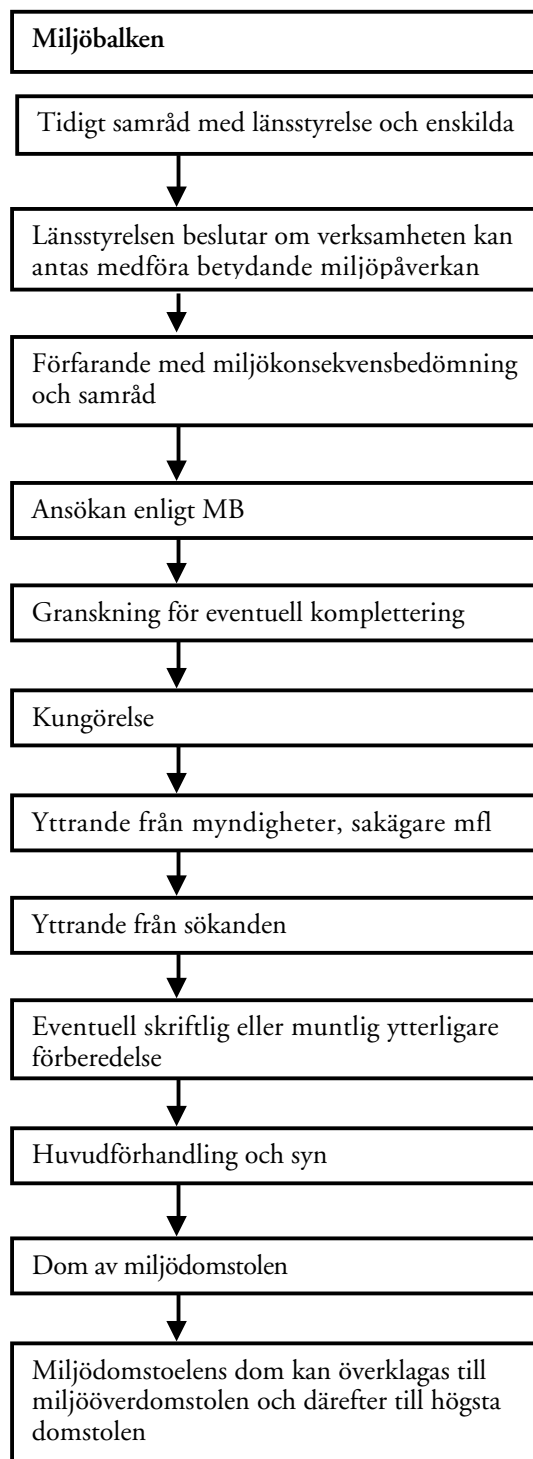 Miljöbalken
Tidigt samråd med länsstyrelse och enskilda
Länsstyrelsen beslutar om verksamheten kan
antas medföra betydande miljöpåverkan
Förfarande med miljökonsekvensbedömning
och samråd
Ansökan enligt MB
Granskning för eventuell komplettering
Kungörelse
Yttrande från myndigheter, sakägare mfl
Yttrande från sökanden
Eventuell skriftlig eller muntlig ytterligare
förberedelse
Huvudförhandling och syn
Dom av miljödomstolen
Miljödomstoelens dom kan överklagas till
miljööverdomstolen och därefter till högsta
domstolen